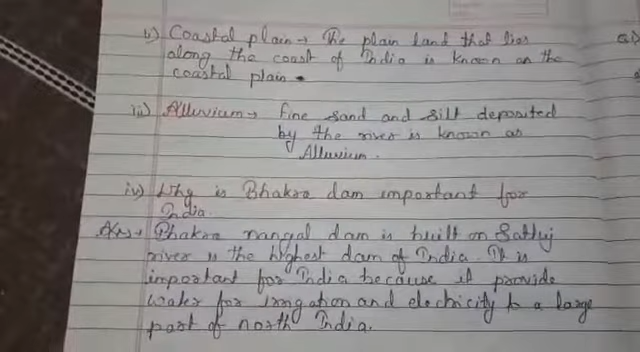 ii) Coastal plain → The plain land that lies
along the coast of India is known as the
coastal plain.
iii) Alluvium → fine sand and silt deposited
by the river is known as
Alluvium.
iv) Why is Bhakra dam important for
India.
Ans → Bhakra nangal dam is built on Satluj
river is the highest dam of India. It is
important for India because it provide
water for irrigation and electricity to a large
part of north India.